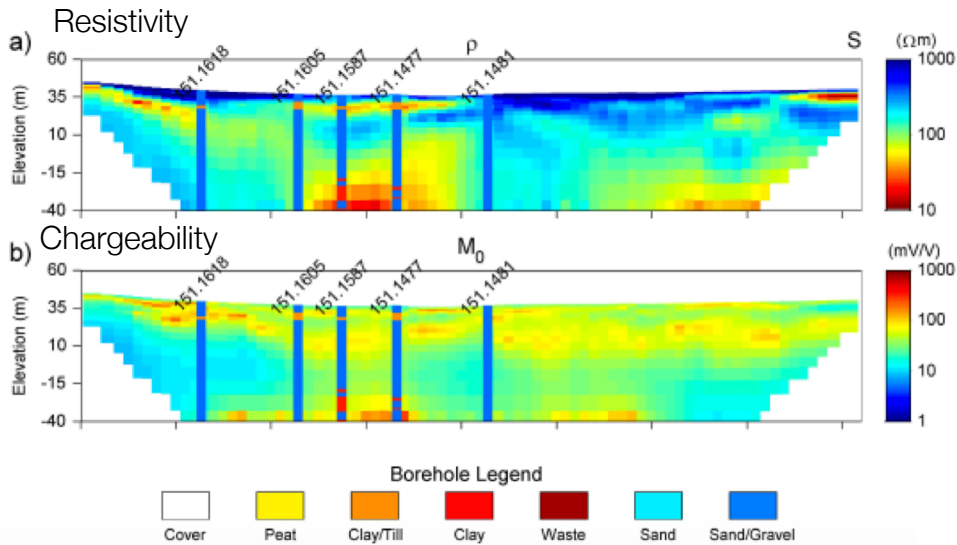 Resistivity
a)
ρ
S
(Ωm)
60
35
10
-15
-40
Elevation (m)
151.1618
151.1605
151.1587
151.1477
151.1481
1000
100
10
Chargeability
b)
M0
(mV/V)
60
35
10
-15
-40
Elevation (m)
151.1618
151.1605
151.1587
151.1477
151.1481
1000
100
10
1
Borehole Legend
Cover Peat Clay/Till Clay Waste Sand Sand/Gravel